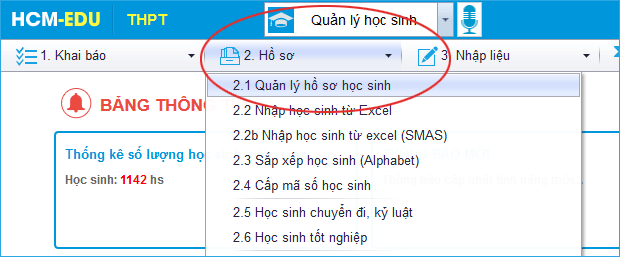 HCM-EDU THPT Quản lý học sinh
1. Khai báo 2. Hồ sơ 3. Nhập liệu
2.1 Quản lý hồ sơ học sinh
BẢNG THÔNG
2.2 Nhập học sinh từ Excel
2.2b Nhập học sinh từ excel (SMAS)
Thống kê số lượng học
2.3 Sắp xếp học sinh (Alphabet)
Học sinh: 1142 hs
2.4 Cấp mã số học sinh
2.5 Học sinh chuyển đi, kỷ luật
2.6 Học sinh tốt nghiệp